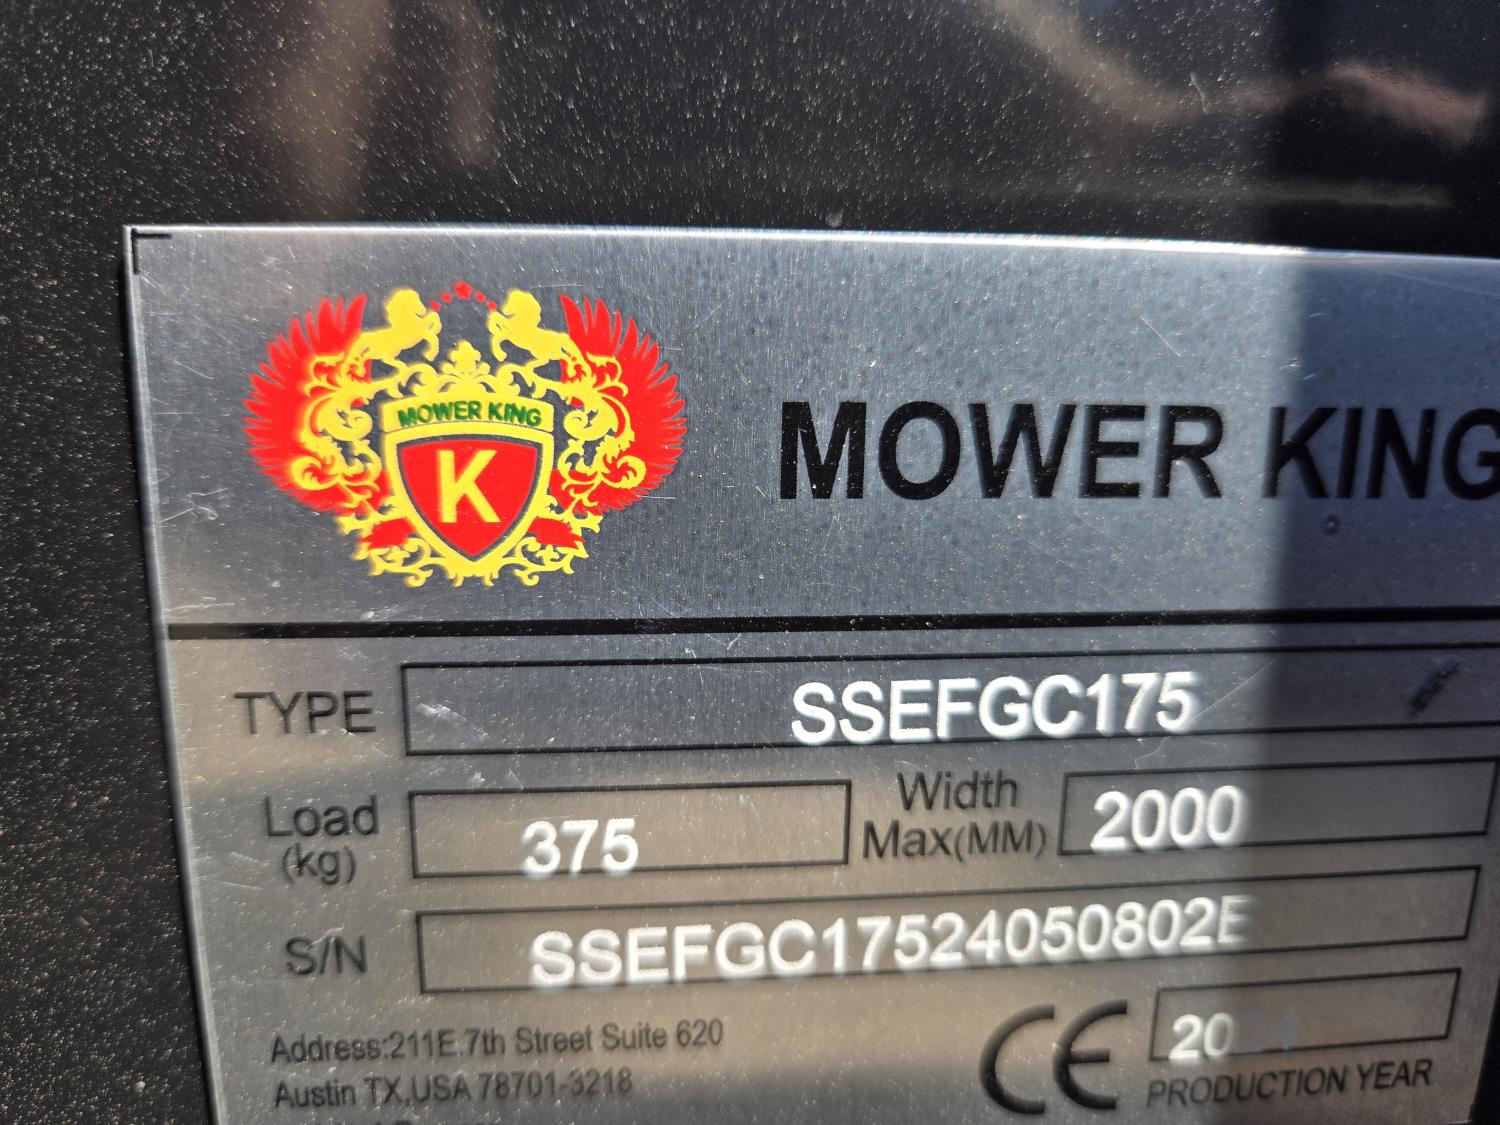 MOWER KING
K
MOWER KING
TYPE SSEFGC175
Load (kg) 375 Width Max(MM) 2000
S/N SSEFGC17524050802E
Address:211E.7th Street Suite 620
Austin TX,USA 78701-3218
CE 2024
PRODUCTION YEAR